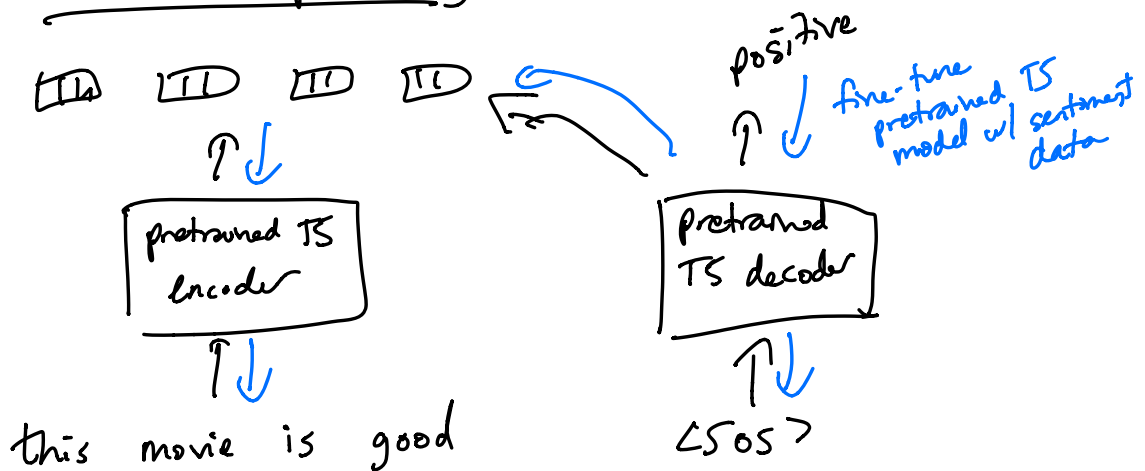 positive
fine-tune
pretrained T5
model w/ sentiment
data
pretrained T5
encoder
pretrained
T5 decoder
this movie is good
<SOS>